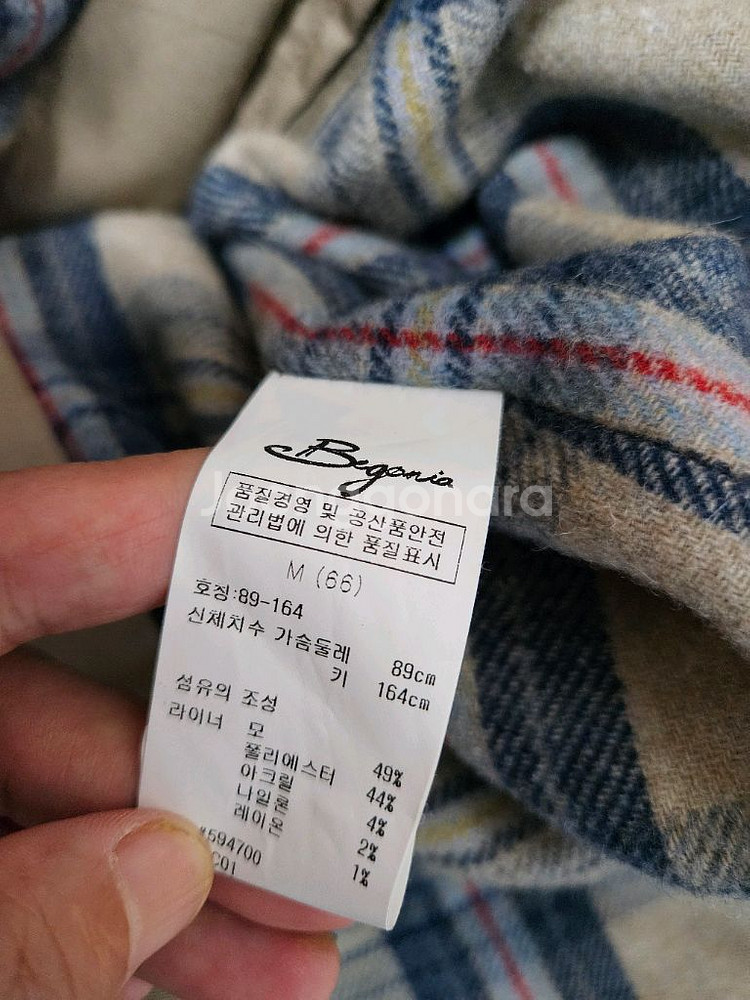 Begonia
품질경영 및 공산품안전
관리법에 의한 품질표시
M (66)
호칭:89-164
신체치수 가슴둘레 89cm
키 164cm
섬유의 조성
라이너 모 49%
폴리에스터 44%
아크릴 4%
나일론 2%
레이온 1%
#594700
C01
Joonggonara